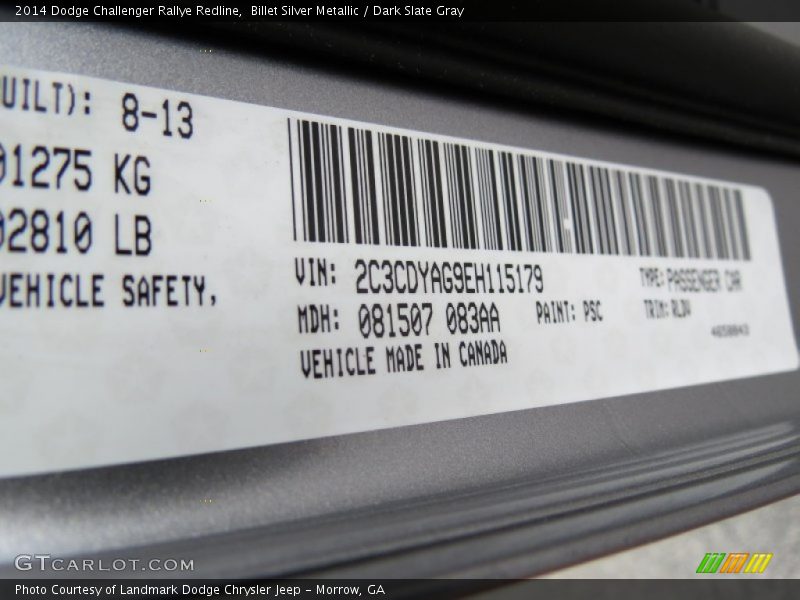 2014 Dodge Challenger Rallye Redline,  Billet Silver Metallic / Dark Slate Gray
UILT): 8-13
01275 KG
02810 LB
VEHICLE SAFETY,
VIN: 2C3CDYAG9EH115179
TYPE: PASSENGER CAR
MDH: 081507 083AA
PAINT: PSC
TRIM:
VEHICLE MADE IN CANADA
GTCARLOT.COM
Photo Courtesy of Landmark Dodge Chrysler Jeep - Morrow, GA